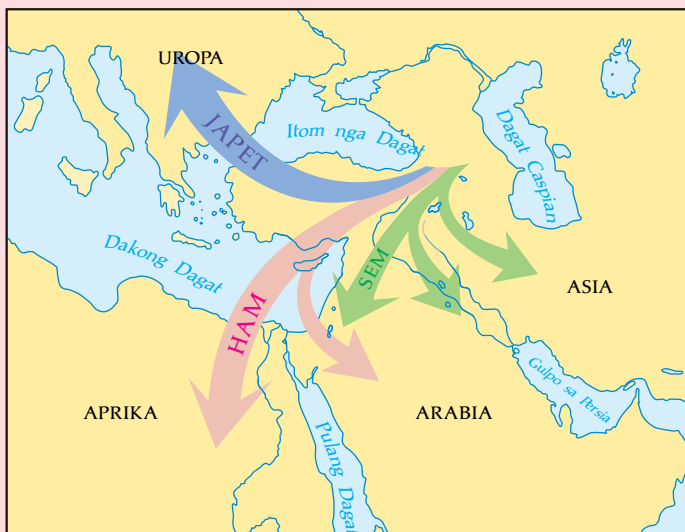 UROPA
JAPET
Itom nga Dagat
Dagat Caspian
Dakong Dagat
SEM
ASIA
HAM
Gulpo sa Persia
APRIKA
ARABIA
Pulang Dagat